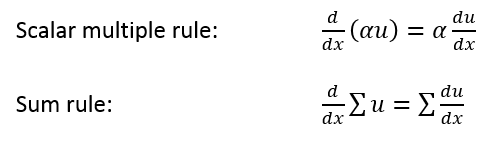 Scalar multiple rule: d/dx (αu) = α du/dx
Sum rule: d/dx ∑ u = ∑ du/dx